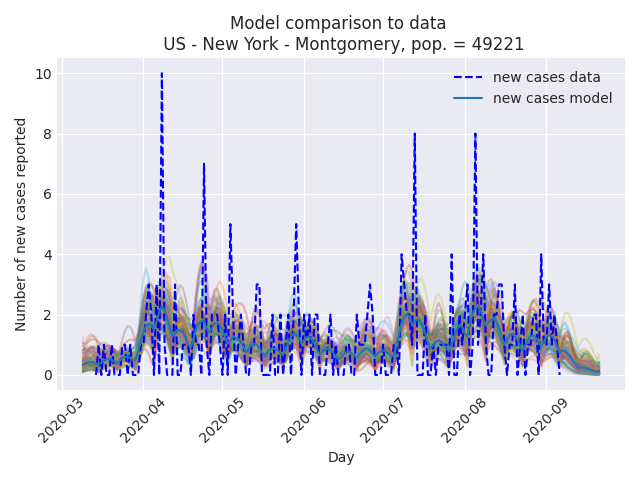 Model comparison to data
US - New York - Montgomery, pop. = 49221
new cases data
new cases model
Number of new cases reported
10
8
6
4
2
0
2020-03
2020-04
2020-05
2020-06
2020-07
2020-08
2020-09
Day